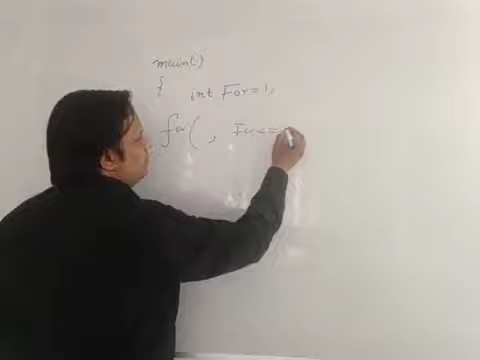 main()
{
int For=1,
for( , For<=